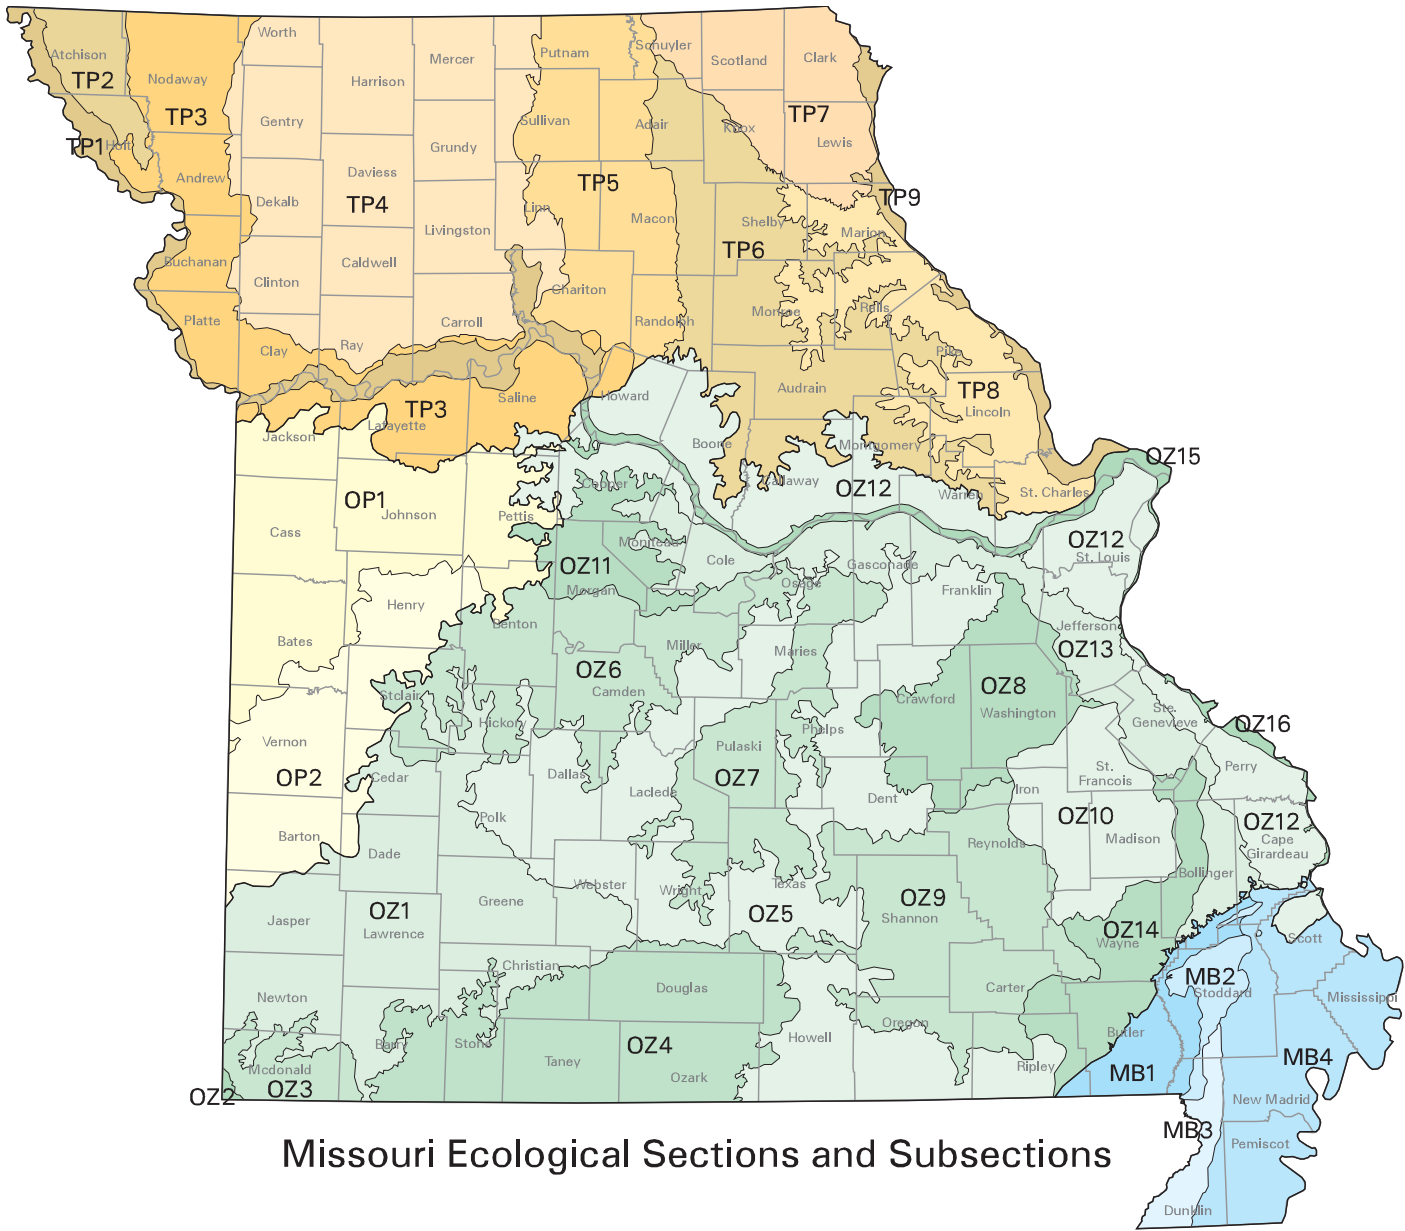 Worth
Putnam
Schuyler
Atchison
Mercer
Scotland
Clark
TP2
Nodaway
Harrison
TP3
Gentry
Sullivan
Adair
Knox
TP7
TP1
Holt
Grundy
Lewis
Andrew
Daviess
TP5
Dekalb
TP4
Linn
Macon
TP9
Livingston
Shelby
Marion
TP6
Buchanan
Caldwell
Clinton
Chariton
Platte
Carroll
Randolph
Monroe
Ralls
Clay
Ray
Pike
Saline
Howard
Audrain
TP8
TP3
Lincoln
Lafayette
Jackson
Boone
Montgomery
OZ15
Cooper
Callaway
OZ12
Warren
St. Charles
OP1
Johnson
Pettis
Cass
Moniteau
OZ12
St. Louis
OZ11
Cole
Gasconade
Morgan
Osage
Franklin
Henry
Benton
Jefferson
Bates
Miller
Maries
OZ13
OZ6
Camden
Stclair
Crawford
OZ8
Washington
Hickory
Ste.
Genevieve
OZ16
Vernon
Phelps
Pulaski
OP2
Cedar
Dallas
OZ7
St.
Francois
Perry
Laclede
Dent
Iron
Polk
OZ10
OZ12
Barton
Madison
Cape
Girardeau
Dade
Reynolds
Bollinger
Webster
Wright
Texas
Greene
OZ9
Jasper
OZ1
Lawrence
OZ5
Shannon
OZ14
Wayne
Scott
Christian
MB2
Stoddard
Newton
Douglas
Carter
Mississippi
Oregon
Butler
Barry
Stone
Howell
Mcdonald
Taney
OZ4
Ripley
MB4
OZ3
Ozark
MB1
OZ2
New Madrid
MB3
Pemiscot
Missouri Ecological Sections and Subsections
Dunklin